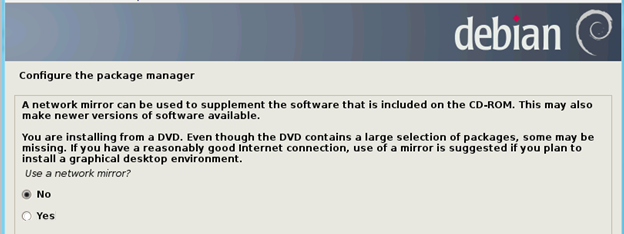 debian
Configure the package manager
A network mirror can be used to supplement the software that is included on the CD-ROM. This may also
make newer versions of software available.
You are installing from a DVD. Even though the DVD contains a large selection of packages, some may be
missing. If you have a reasonably good Internet connection, use of a mirror is suggested if you plan to
install a graphical desktop environment.
Use a network mirror?
No
Yes